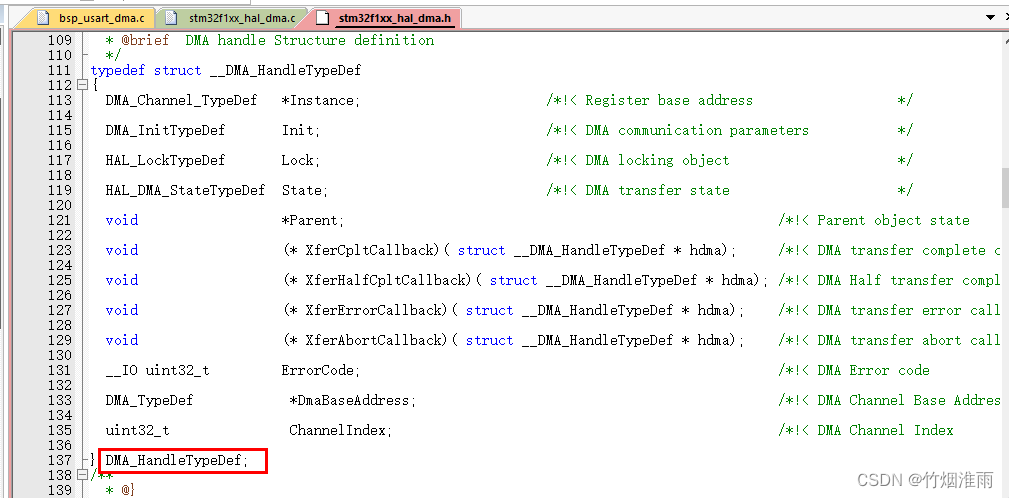 bsp_usart_dma.c stm32f1xx_hal_dma.c stm32f1xx_hal_dma.h
109 * @brief DMA handle Structure definition
110 */
111 typedef struct __DMA_HandleTypeDef
112 {
113 DMA_Channel_TypeDef *Instance; /*!< Register base address */
114
115 DMA_InitTypeDef Init; /*!< DMA communication parameters */
116
117 HAL_LockTypeDef Lock; /*!< DMA locking object */
118
119 HAL_DMA_StateTypeDef State; /*!< DMA transfer state */
120
121 void *Parent; /*!< Parent object state
122
123 void (* XferCpltCallback)( struct __DMA_HandleTypeDef * hdma); /*!< DMA transfer complete c
124
125 void (* XferHalfCpltCallback)( struct __DMA_HandleTypeDef * hdma); /*!< DMA Half transfer compl
126
127 void (* XferErrorCallback)( struct __DMA_HandleTypeDef * hdma); /*!< DMA transfer error call
128
129 void (* XferAbortCallback)( struct __DMA_HandleTypeDef * hdma); /*!< DMA transfer abort call
130
131 __IO uint32_t ErrorCode; /*!< DMA Error code
132
133 DMA_TypeDef *DmaBaseAddress; /*!< DMA Channel Base Addres
134
135 uint32_t ChannelIndex; /*!< DMA Channel Index
136
137 } DMA_HandleTypeDef;
138 /**
139 * @}
CSDN @竹烟淮雨